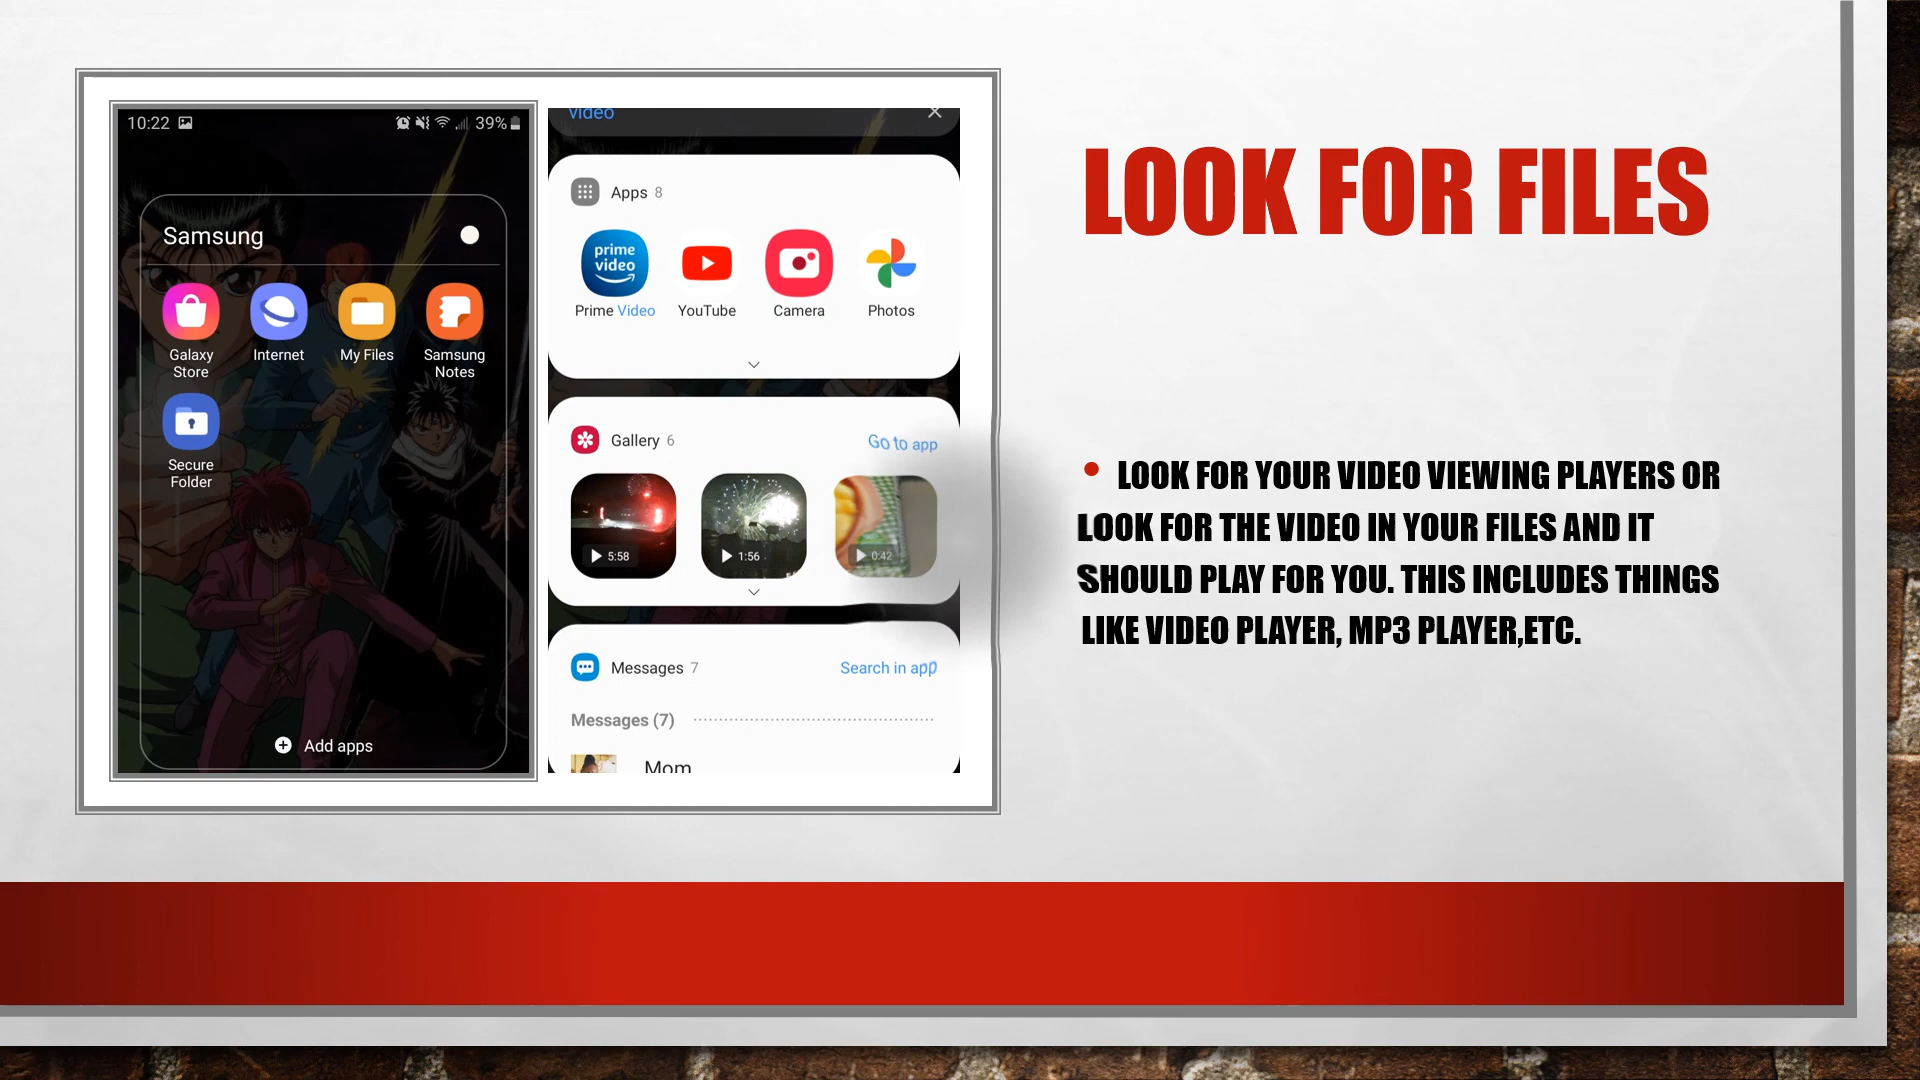 10:22
39%
Samsung
Galaxy Store
Internet
My Files
Samsung Notes
Secure Folder
Add apps
video
Apps 8
prime video
Prime Video
YouTube
Camera
Photos
Gallery 6
Go to app
5:58
1:56
0:42
Messages 7
Search in app
Messages (7)
Mom
LOOK FOR FILES
• LOOK FOR YOUR VIDEO VIEWING PLAYERS OR
LOOK FOR THE VIDEO IN YOUR FILES AND IT
SHOULD PLAY FOR YOU. THIS INCLUDES THINGS
LIKE VIDEO PLAYER, MP3 PLAYER,ETC.